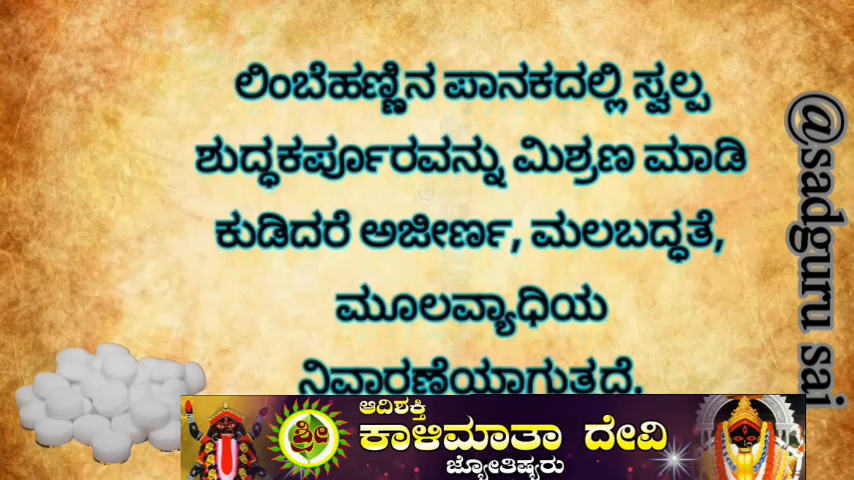 ಲಿಂಬೆಹಣ್ಣಿನ ಪಾನಕದಲ್ಲಿ ಸ್ವಲ್ಪ
ಶುದ್ಧಕರ್ಪೂರವನ್ನು ಮಿಶ್ರಣ ಮಾಡಿ
ಕುಡಿದರೆ ಅಜೀರ್ಣ, ಮಲಬದ್ಧತೆ,
ಮೂಲವ್ಯಾಧಿಯ
ನಿವಾರಣೆಯಾಗುತ್ತದೆ.
@sadguru sai
ಶ್ರೀ
ಆದಿಶಕ್ತಿ
ಕಾಳಿಮಾತಾ ದೇವಿ
ಜ್ಯೋತಿಷ್ಯರು